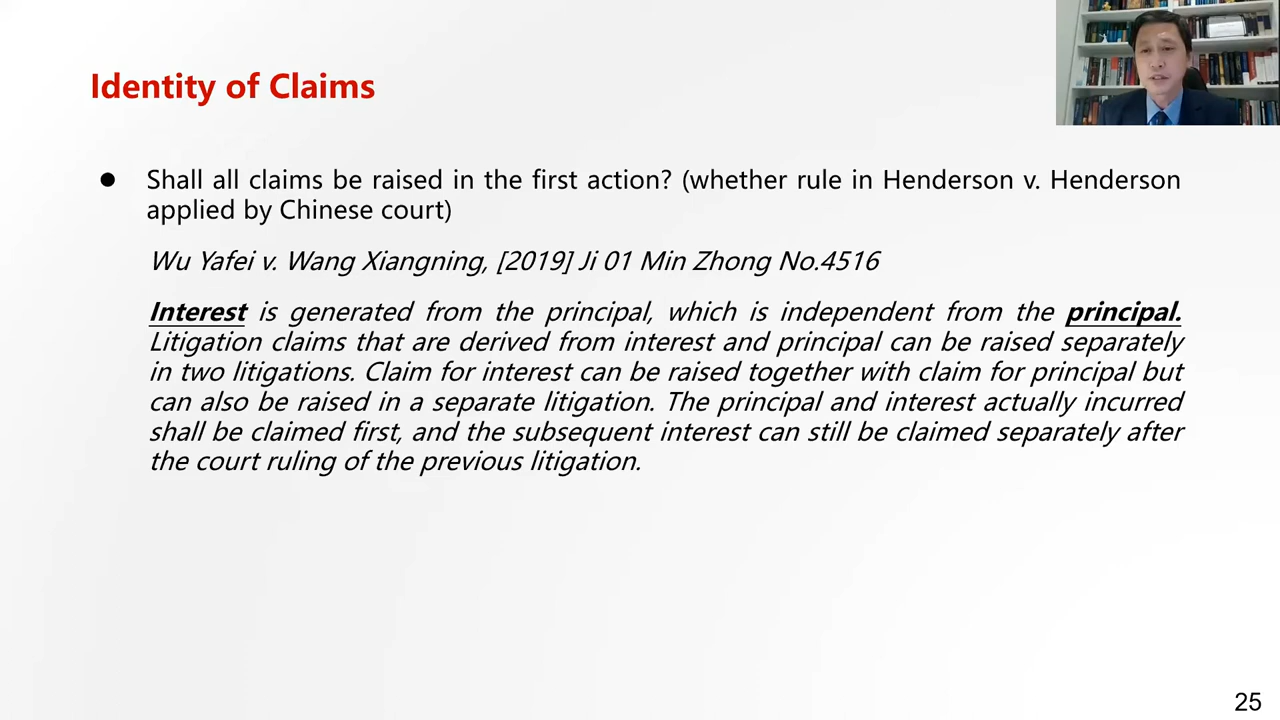 Identity of Claims
● Shall all claims be raised in the first action? (whether rule in Henderson v. Henderson
applied by Chinese court)
Wu Yafei v. Wang Xiangning, [2019] Ji 01 Min Zhong No.4516
Interest is generated from the principal, which is independent from the principal.
Litigation claims that are derived from interest and principal can be raised separately
in two litigations. Claim for interest can be raised together with claim for principal but
can also be raised in a separate litigation. The principal and interest actually incurred
shall be claimed first, and the subsequent interest can still be claimed separately after
the court ruling of the previous litigation.
25